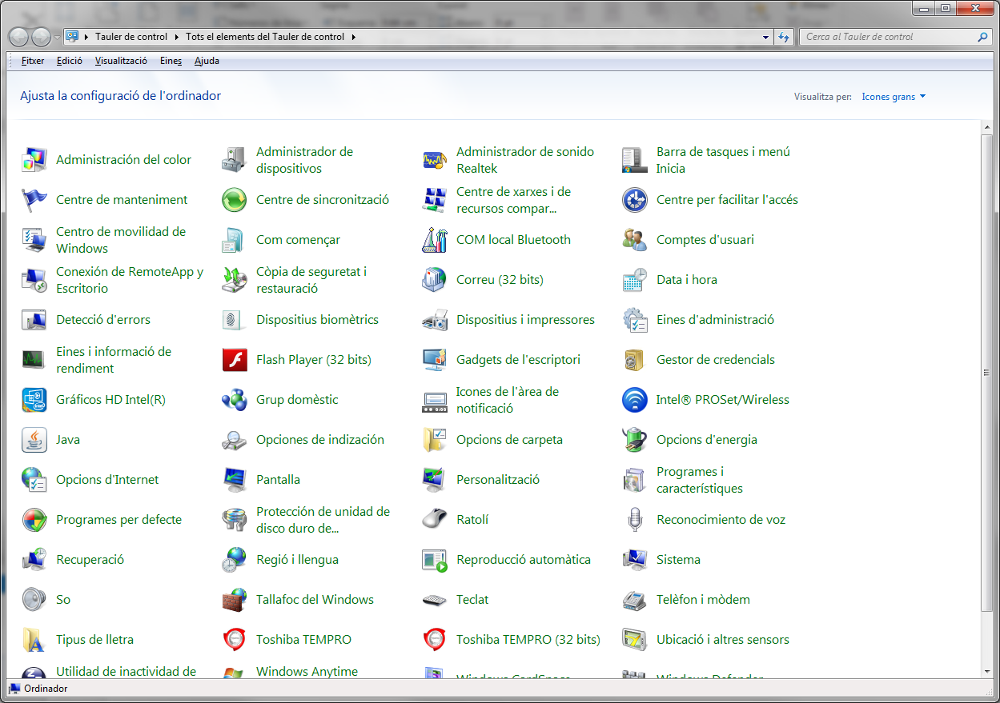 Tauler de control ▸ Tots el elements del Tauler de control ▸
Cerca al Tauler de control
Fitxer Edició Visualització Eines Ajuda
Ajusta la configuració de l'ordinador
Visualitza per: Icones grans
Administración del color
Administrador de
dispositivos
Administrador de sonido
Realtek
Barra de tasques i menú
Inicia
Centre de manteniment
Centre de sincronització
Centre de xarxes i de
recursos compar...
Centre per facilitar l'accés
Centro de movilidad de
Windows
Com començar
COM local Bluetooth
Comptes d'usuari
Conexión de RemoteApp y
Escritorio
Còpia de seguretat i
restauració
Correu (32 bits)
Data i hora
Detecció d'errors
Dispositius biomètrics
Dispositius i impressores
Eines d'administració
Eines i informació de
rendiment
Flash Player (32 bits)
Gadgets de l'escriptori
Gestor de credencials
Gráficos HD Intel(R)
Grup domèstic
Icones de l'àrea de
notificació
Intel® PROSet/Wireless
Java
Opciones de indización
Opcions de carpeta
Opcions d'energia
Opcions d'Internet
Pantalla
Personalització
Programes i
característiques
Programes per defecte
Protección de unidad de
disco duro de...
Ratolí
Reconocimiento de voz
Recuperació
Regió i llengua
Reproducció automàtica
Sistema
So
Tallafoc del Windows
Teclat
Telèfon i mòdem
Tipus de lletra
Toshiba TEMPRO
Toshiba TEMPRO (32 bits)
Ubicació i altres sensors
Utilidad de inactividad de
Windows Anytime
Windows CardSpace
Windows Defender
Ordinador